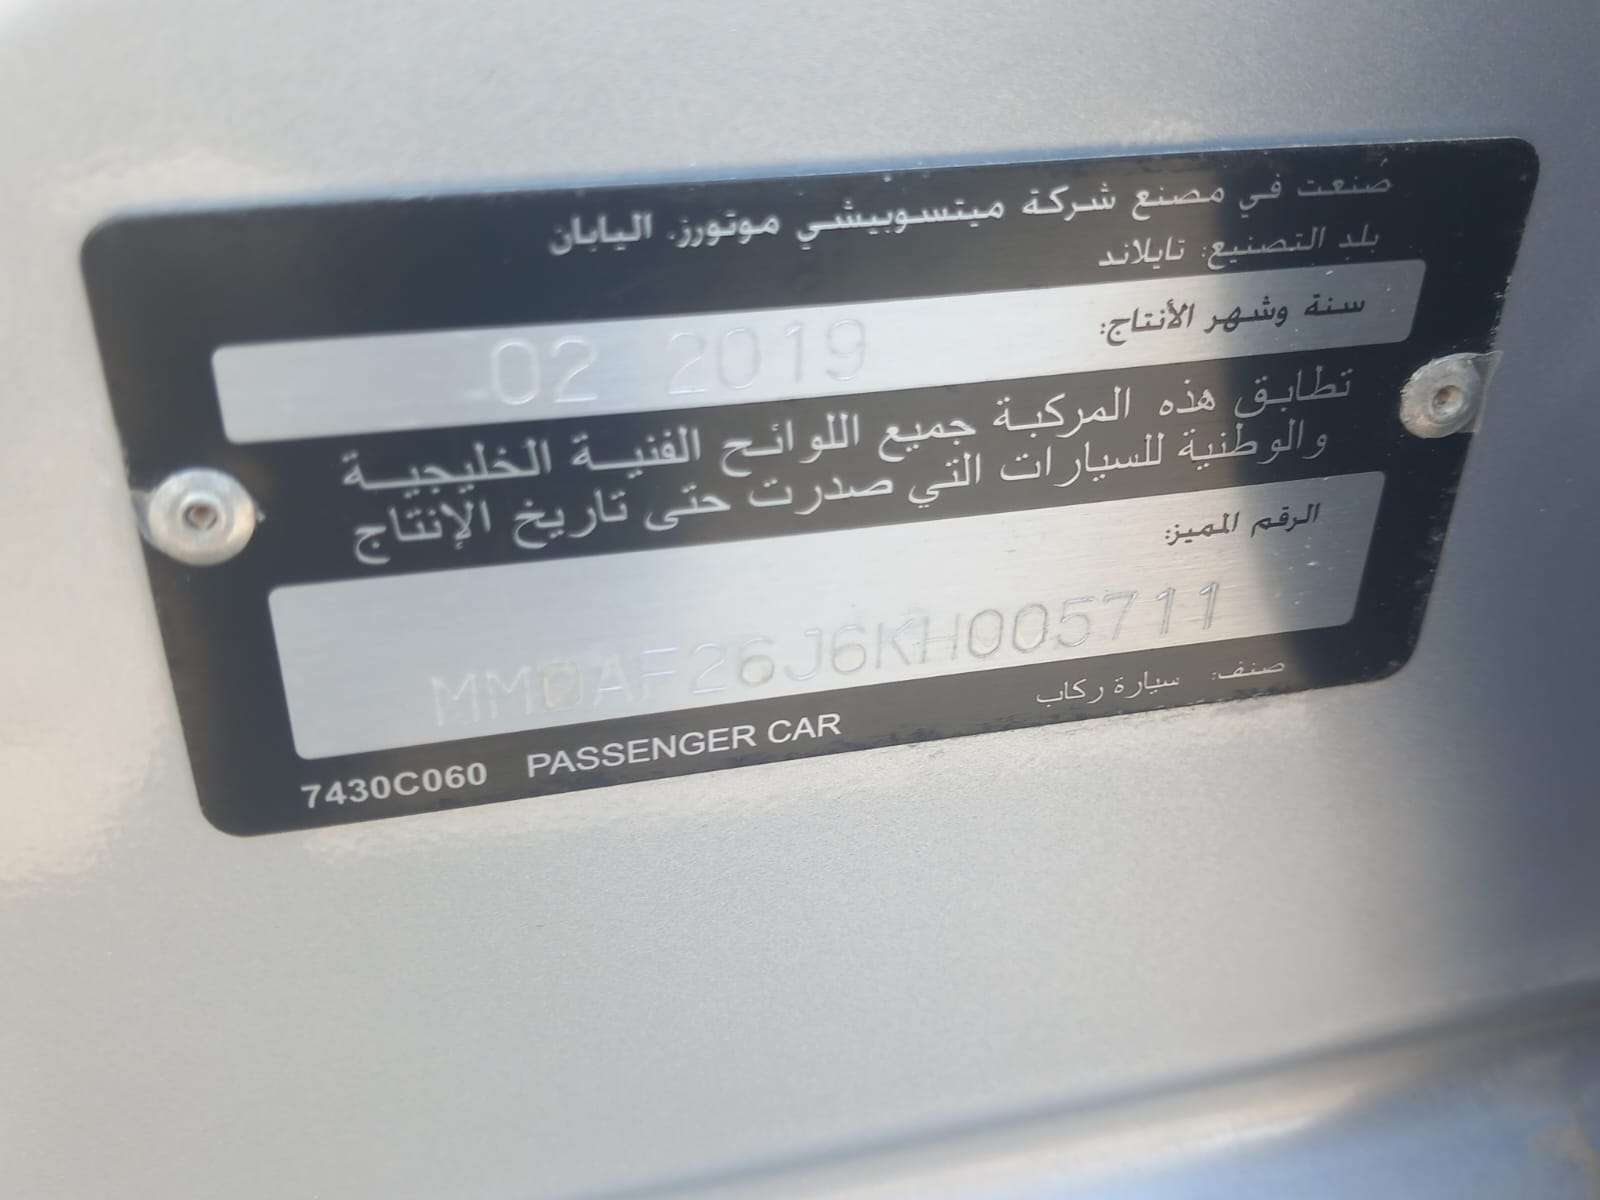 صنعت في مصنع شركة ميتسوبيشي موتورز. اليابان
بلد التصنيع: تايلاند
سنة وشهر الأنتاج: 02 2019
تطابق هذه المركبة جميع اللوائح الفنية الخليجية
والوطنية للسيارات التي صدرت حتى تاريخ الإنتاج
الرقم المميز:
MMDAF26J6KH005711
صنف: سيارة ركاب
7430C060 PASSENGER CAR